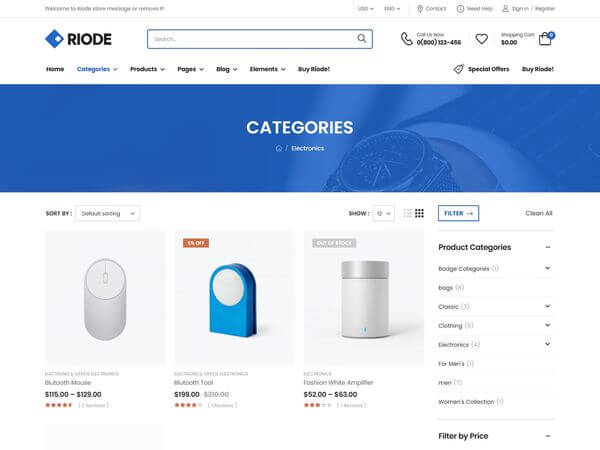 Welcome to Riode store message or remove it!
USD
ENG
Contact
Need Help
Sign in / Register
RIODE
Search...
Call Us Now:
0(800) 123-456
Shopping Cart:
$0.00
0
Home
Categories
Products
Pages
Blog
Elements
Buy Riode!
Special Offers
Buy Riode!
CATEGORIES
/ Electronics
SORT BY :
Default sorting
SHOW :
12
FILTER
Clean All
5% OFF
OUT OF STOCK
ELECTRONICS, OFFICE ELECTRONICS
Blutooth Mouse
$115.00 – $129.00
( 2 Reviews )
ELECTRONICS, OFFICE ELECTRONICS
Blutooth Tool
$199.00 $210.00
( 1 Reviews )
ELECTRONICS
Fashion White Amplifier
$52.00 – $63.00
( 1 Reviews )
Product Categories
Badge Categories (1)
bags (8)
Classic (7)
Clothing (5)
Electronics (4)
For Men's (1)
men (7)
Women's Collection (1)
Filter by Price